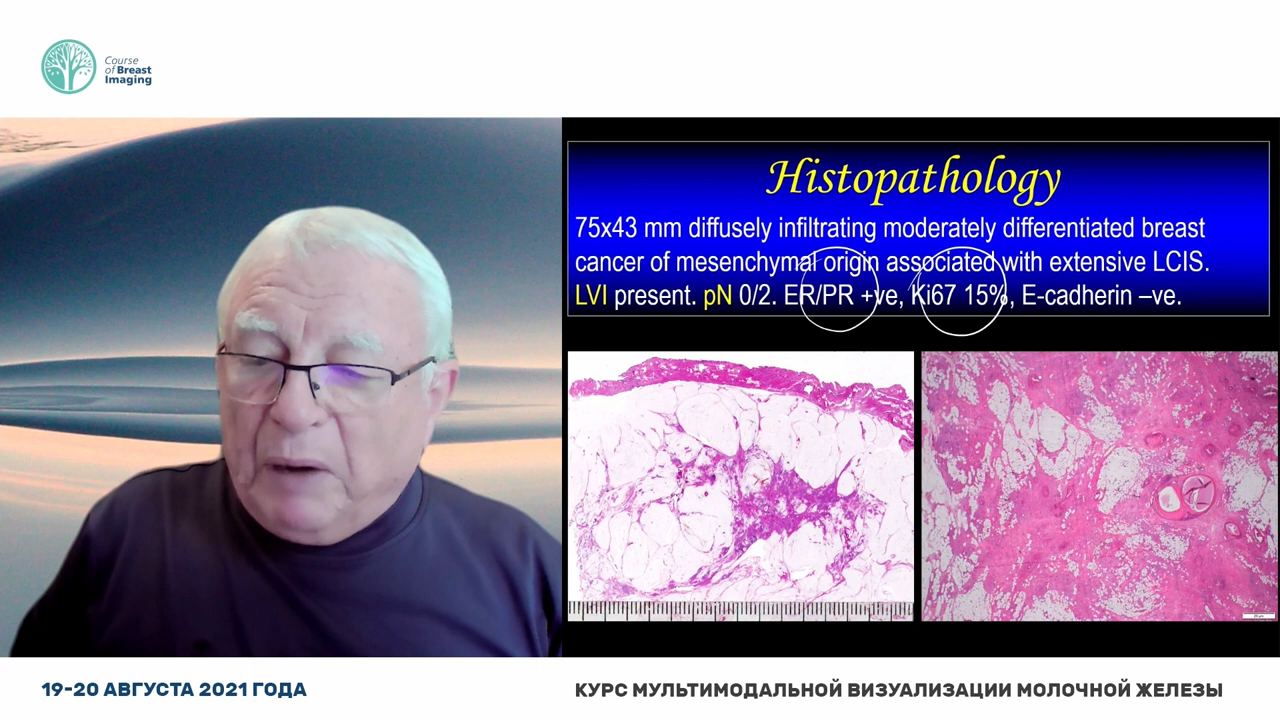 Course
of Breast
Imaging
Histopathology
75x43 mm diffusely infiltrating moderately differentiated breast
cancer of mesenchymal origin associated with extensive LCIS.
LVI present. pN 0/2. ER/PR +ve, Ki67 15%, E-cadherin –ve.
19-20 АВГУСТА 2021 ГОДА
КУРС МУЛЬТИМОДАЛЬНОЙ ВИЗУАЛИЗАЦИИ МОЛОЧНОЙ ЖЕЛЕЗЫ